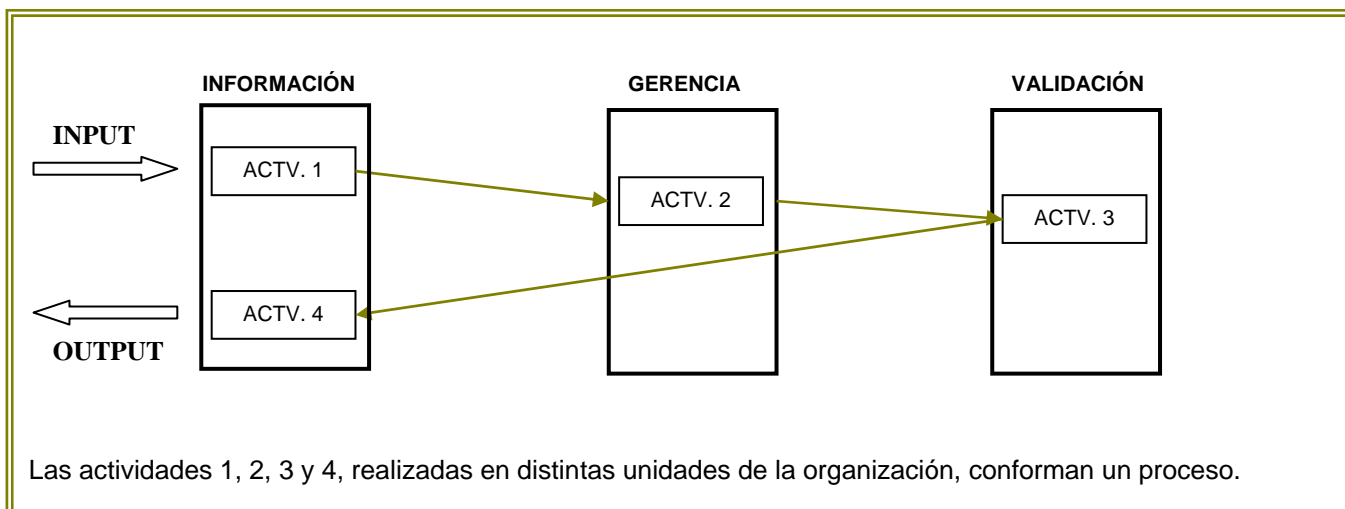 INFORMACIÓN GERENCIA VALIDACIÓN
INPUT
ACTV. 1
ACTV. 2
ACTV. 3
ACTV. 4
OUTPUT
Las actividades 1, 2, 3 y 4, realizadas en distintas unidades de la organización, conforman un proceso.